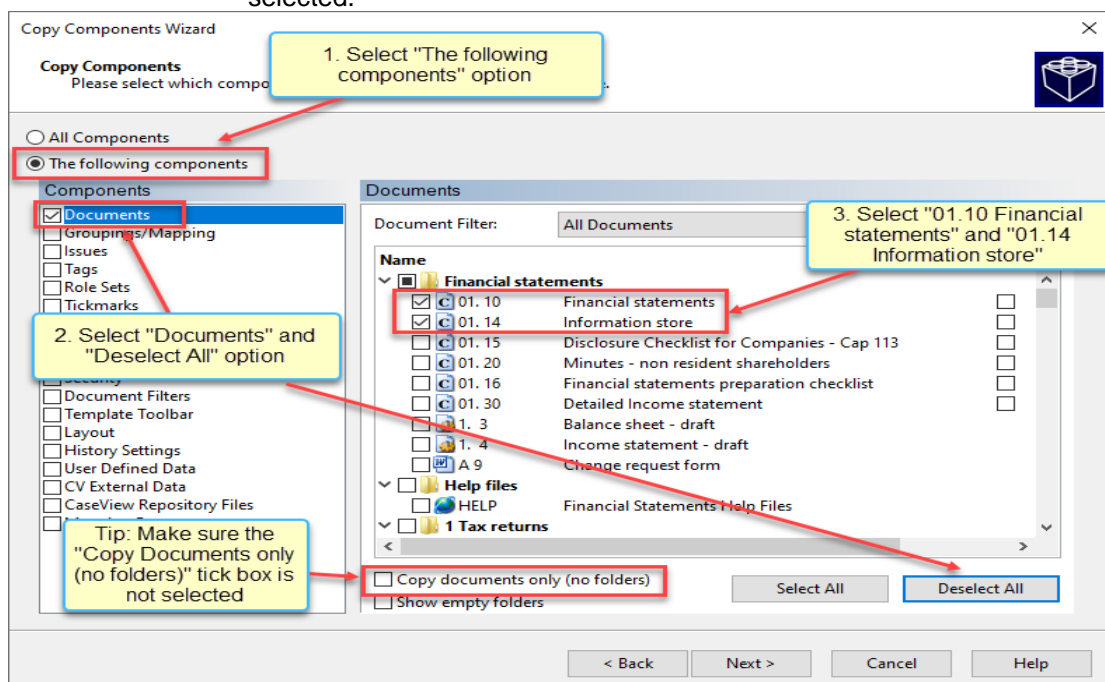 selected.
Copy Components Wizard
1. Select "The following
components" option
Copy Components
Please select which compo
All Components
The following components
Components
Documents
Groupings/Mapping
Issues
Tags
Role Sets
Tickmarks
2. Select "Documents" and
"Deselect All" option
Security
Document Filters
Template Toolbar
Layout
History Settings
User Defined Data
CV External Data
CaseView Repository Files
Tip: Make sure the
"Copy Documents only
(no folders)" tick box is
not selected
Documents
Document Filter: All Documents
3. Select "01.10 Financial
statements" and "01.14
Information store"
Name
Financial statements
01. 10 Financial statements
01. 14 Information store
01. 15 Disclosure Checklist for Companies - Cap 113
01. 20 Minutes - non resident shareholders
01. 16 Financial statements preparation checklist
01. 30 Detailed Income statement
1. 3 Balance sheet - draft
1. 4 Income statement - draft
A 9 Change request form
Help files
HELP Financial Statements Help Files
1 Tax returns
Copy documents only (no folders)
Show empty folders
Select All
Deselect All
< Back
Next >
Cancel
Help